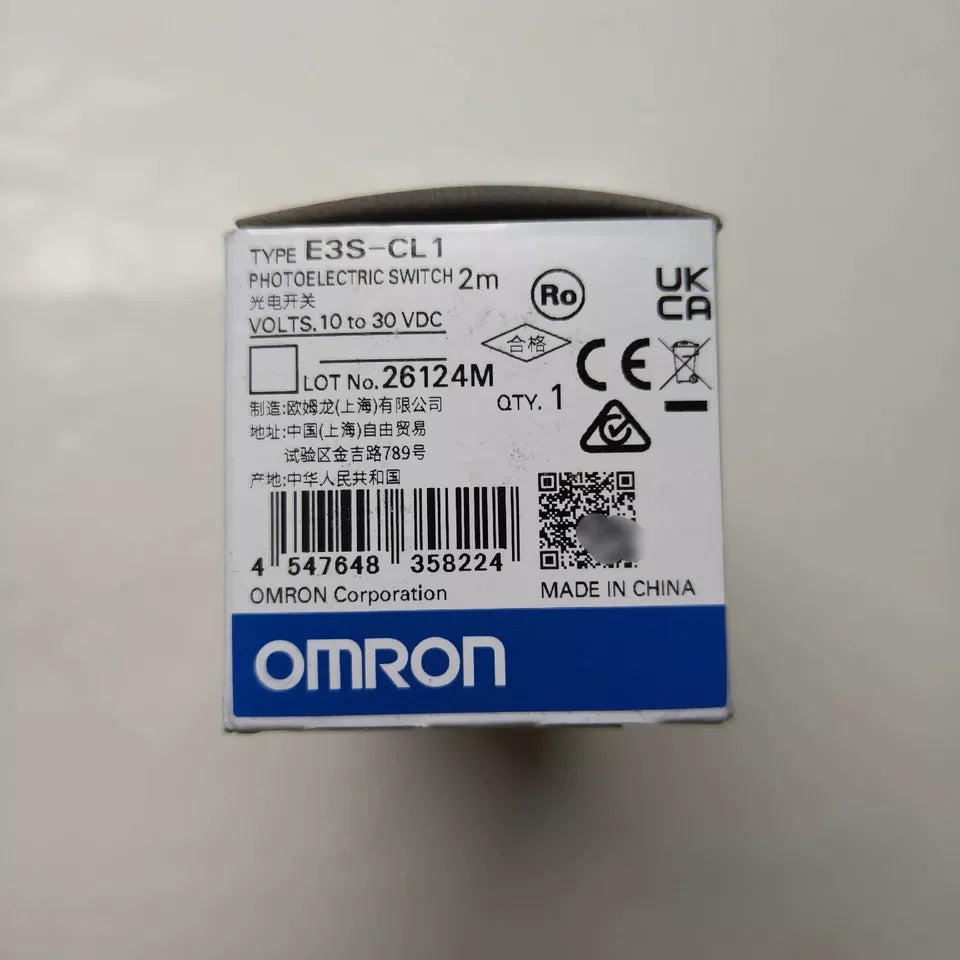 TYPE E3S-CL1
PHOTOELECTRIC SWITCH 2m
光电开关
VOLTS.10 to 30 VDC
Ro
UK
CA
合格
CE
LOT No.26124M
QTY. 1
制造:欧姆龙(上海)有限公司
地址:中国(上海)自由贸易
试验区金吉路789号
产地:中华人民共和国
4 547648 358224
OMRON Corporation
MADE IN CHINA
OMRON